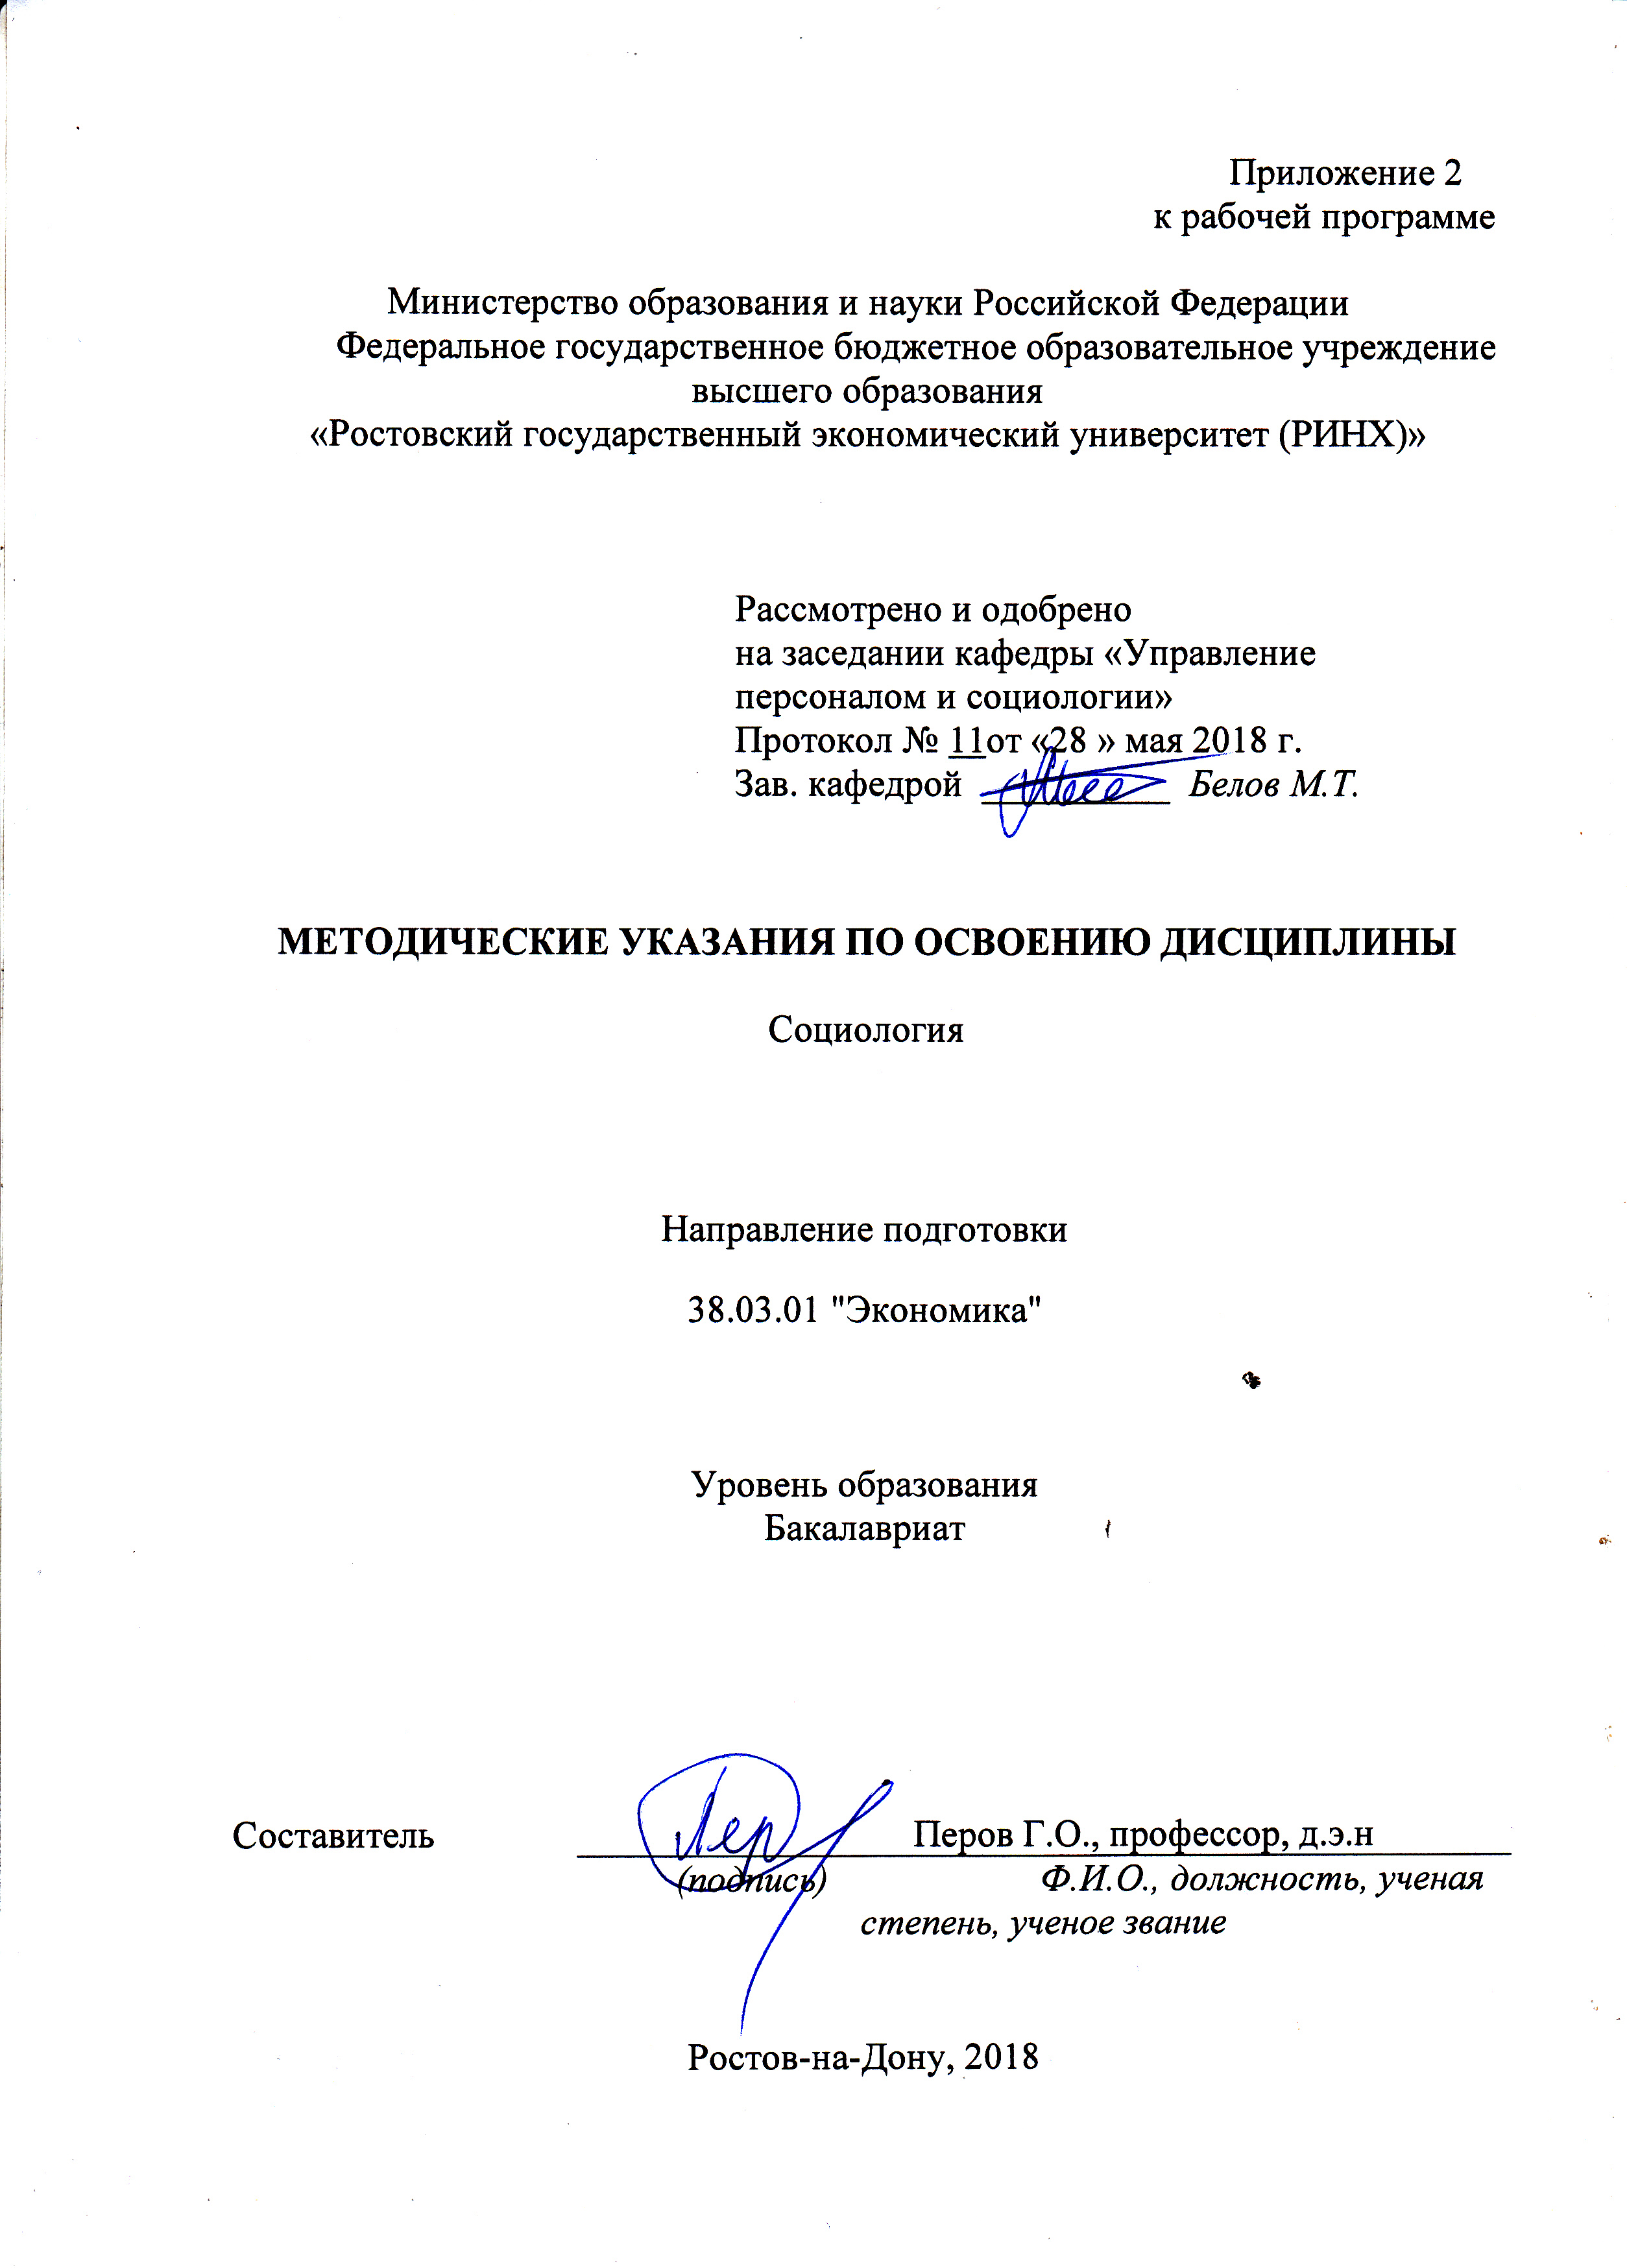 Приложение 2
к рабочей программе
Министерство образования и науки Российской Федерации
Федеральное государственное бюджетное образовательное учреждение
высшего образования
«Ростовский государственный экономический университет (РИНХ)»
Рассмотрено и одобрено
на заседании кафедры «Управление
персоналом и социологии»
Протокол № 11от «28 » мая 2018 г.
Зав. кафедрой Белов М.Т.
МЕТОДИЧЕСКИЕ УКАЗАНИЯ ПО ОСВОЕНИЮ ДИСЦИПЛИНЫ
Социология
Направление подготовки
38.03.01 "Экономика"
Уровень образования
Бакалавриат
Составитель Перов Г.О., профессор, д.э.н
(подпись) Ф.И.О., должность, ученая
степень, ученое звание
Ростов-на-Дону, 2018